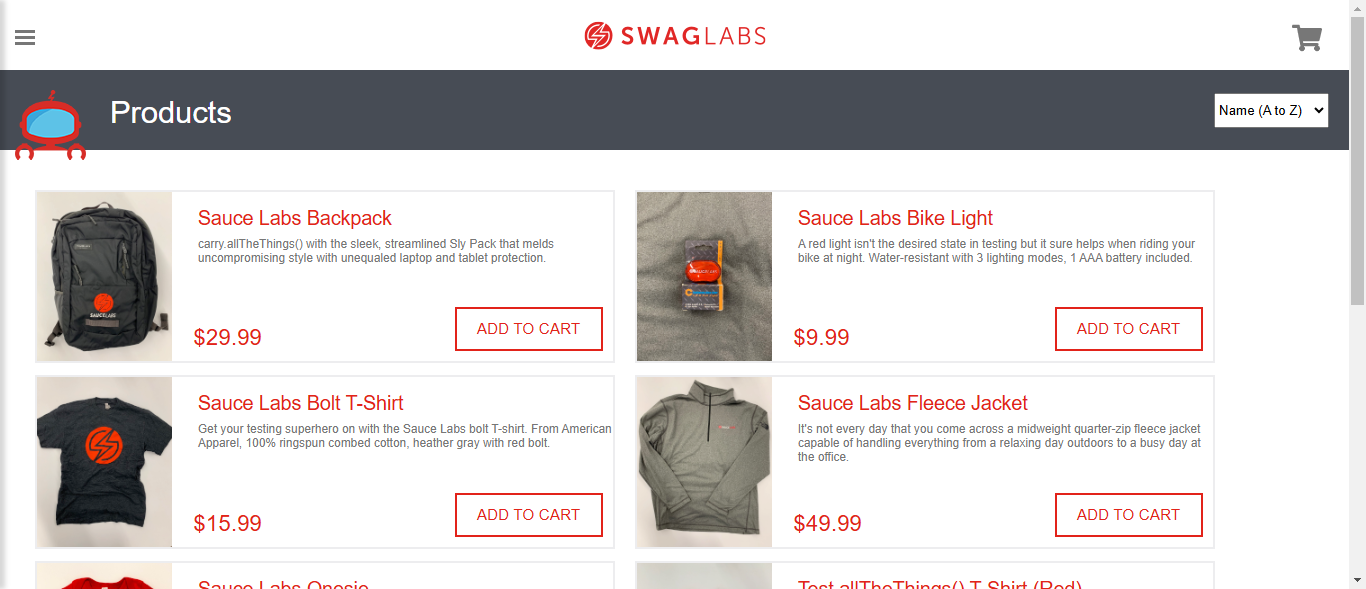 SWAGLABS
Products
Name (A to Z)
Sauce Labs Backpack
carry.allTheThings() with the sleek, streamlined Sly Pack that melds
uncompromising style with unequaled laptop and tablet protection.
$29.99
ADD TO CART
SAUCELABS
Sauce Labs Bike Light
A red light isn't the desired state in testing but it sure helps when riding your
bike at night. Water-resistant with 3 lighting modes, 1 AAA battery included.
$9.99
ADD TO CART
SAUCELABS
Sauce Labs Bolt T-Shirt
Get your testing superhero on with the Sauce Labs bolt T-shirt. From American
Apparel, 100% ringspun combed cotton, heather gray with red bolt.
$15.99
ADD TO CART
Sauce Labs Fleece Jacket
It's not every day that you come across a midweight quarter-zip fleece jacket
capable of handling everything from a relaxing day outdoors to a busy day at
the office.
$49.99
ADD TO CART
Sauce Labs Onesie
Test.allTheThings() T-Shirt (Red)